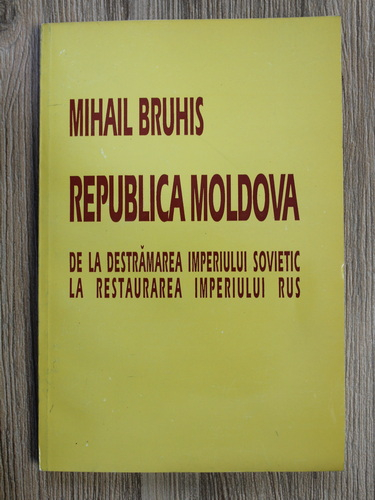 MIHAIL BRUHIS
REPUBLICA MOLDOVA
DE LA DESTRĂMAREA IMPERIULUI SOVIETIC
LA RESTAURAREA IMPERIULUI RUS